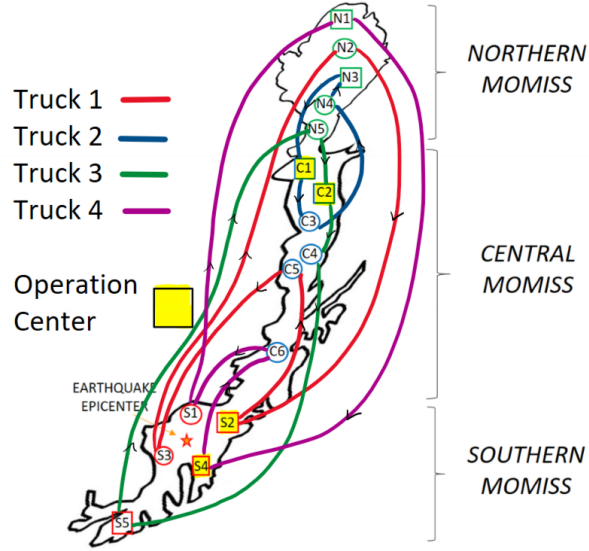 N1
N2
N3
N4
N5
NORTHERN
MOMISS
Truck 1
Truck 2
Truck 3
Truck 4
C1
C2
C3
C4
C5
C6
CENTRAL
MOMISS
Operation
Center
EARTHQUAKE
EPICENTER
S1
S2
S3
S4
S5
SOUTHERN
MOMISS